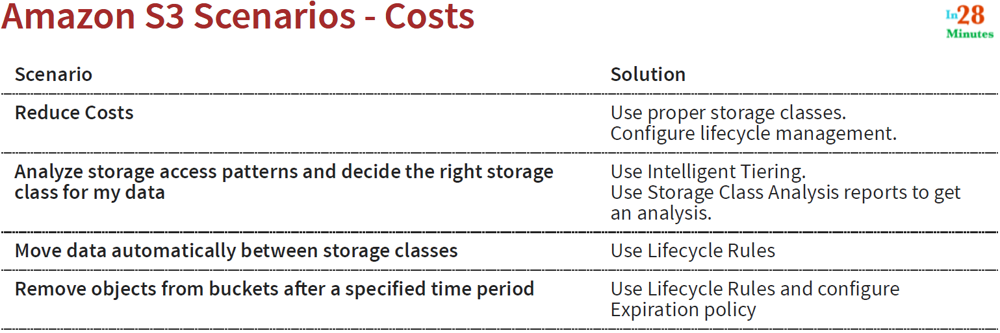 Amazon S3 Scenarios - Costs
In28
Minutes
Scenario
Solution
Reduce Costs
Use proper storage classes.
Configure lifecycle management.
Analyze storage access patterns and decide the right storage
class for my data
Use Intelligent Tiering.
Use Storage Class Analysis reports to get
an analysis.
Move data automatically between storage classes
Use Lifecycle Rules
Remove objects from buckets after a specified time period
Use Lifecycle Rules and configure
Expiration policy